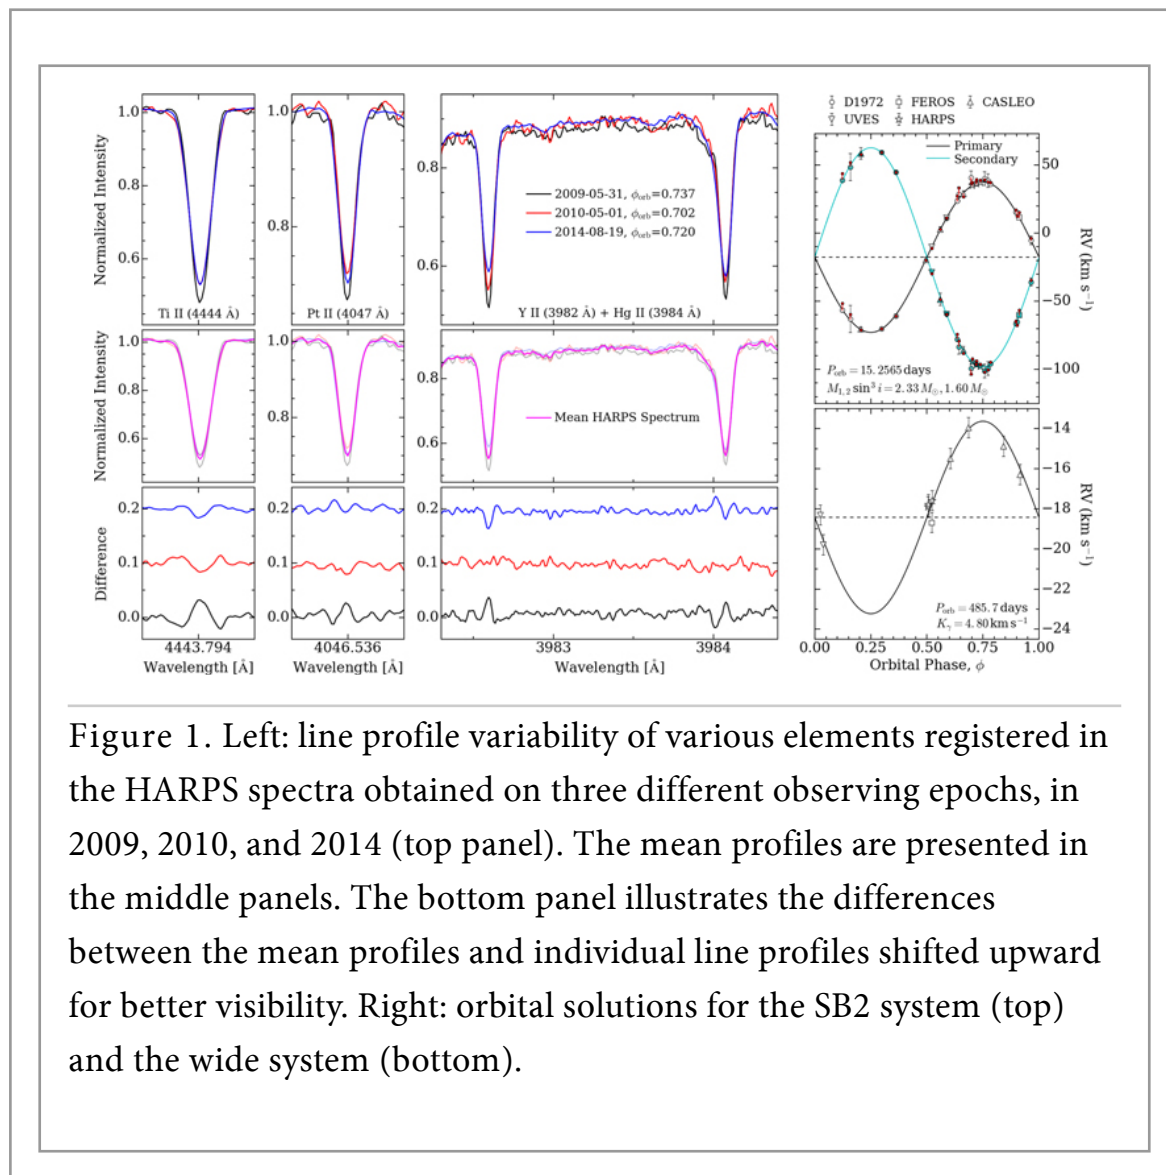 1.0
0.8
0.6
Normalized Intensity
Ti II (4444 Å)
1.0
0.8
Pt II (4047 Å)
0.8
0.6
2009-05-31, ϕorb=0.737
2010-05-01, ϕorb=0.702
2014-08-19, ϕorb=0.720
Y II (3982 Å) + Hg II (3984 Å)
1.0
0.8
0.6
Normalized Intensity
1.0
0.8
0.8
0.6
Mean HARPS Spectrum
0.2
0.1
0.0
Difference
0.2
0.1
0.0
0.2
0.1
0.0
4443.794
Wavelength [Å]
4046.536
Wavelength [Å]
3983
3984
Wavelength [Å]
D1972 FEROS CASLEO
UVES HARPS
Primary
Secondary
50
0
−50
−100
RV (km s⁻¹)
Porb = 15.2565 days
M1,2 sin³ i = 2.33 M⊙, 1.60 M⊙
−14
−16
−18
−20
−22
−24
RV (km s⁻¹)
Porb = 485.7 days
Kγ = 4.80 km s⁻¹
0.00 0.25 0.50 0.75 1.00
Orbital Phase, ϕ
Figure 1. Left: line profile variability of various elements registered in
the HARPS spectra obtained on three different observing epochs, in
2009, 2010, and 2014 (top panel). The mean profiles are presented in
the middle panels. The bottom panel illustrates the differences
between the mean profiles and individual line profiles shifted upward
for better visibility. Right: orbital solutions for the SB2 system (top)
and the wide system (bottom).